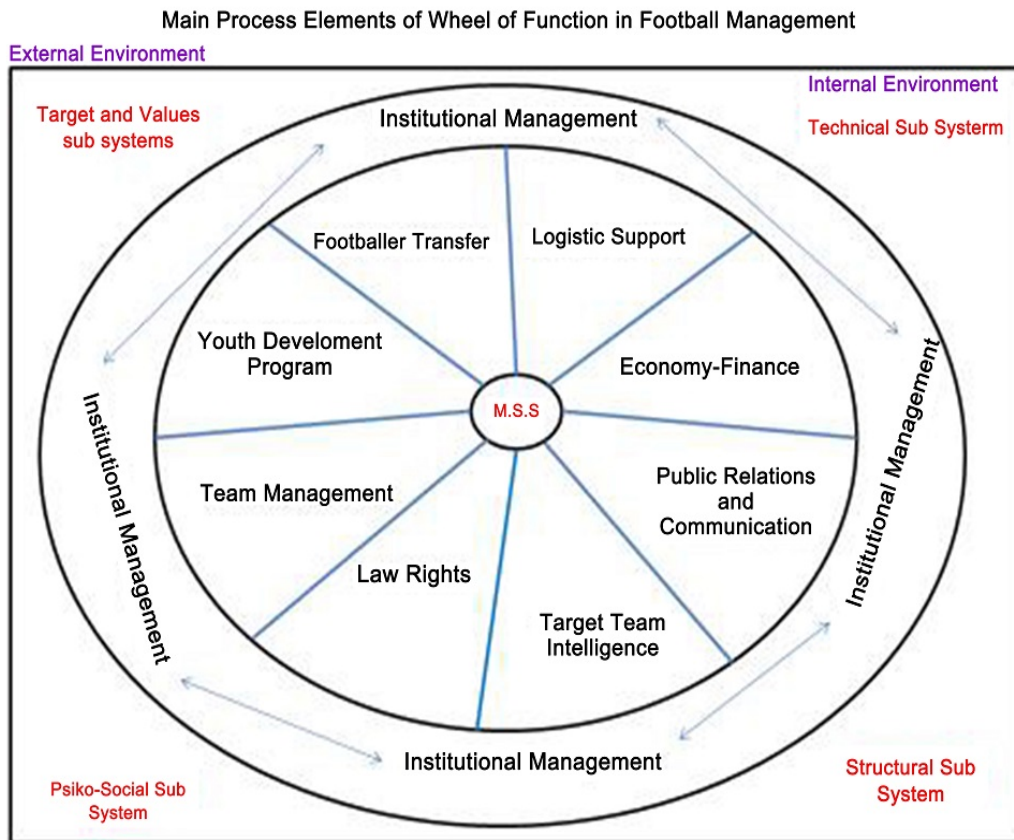 Main Process Elements of Wheel of Function in Football Management
External Environment
Internal Environment
Target and Values
sub systems
Technical Sub Systerm
Institutional Management
Footballer Transfer
Logistic Support
Youth Develoment
Program
Economy-Finance
M.S.S
Institutional Management
Institutional Management
Team Management
Public Relations
and
Communication
Law Rights
Target Team
Intelligence
Institutional Management
Psiko-Social Sub
System
Structural Sub
System